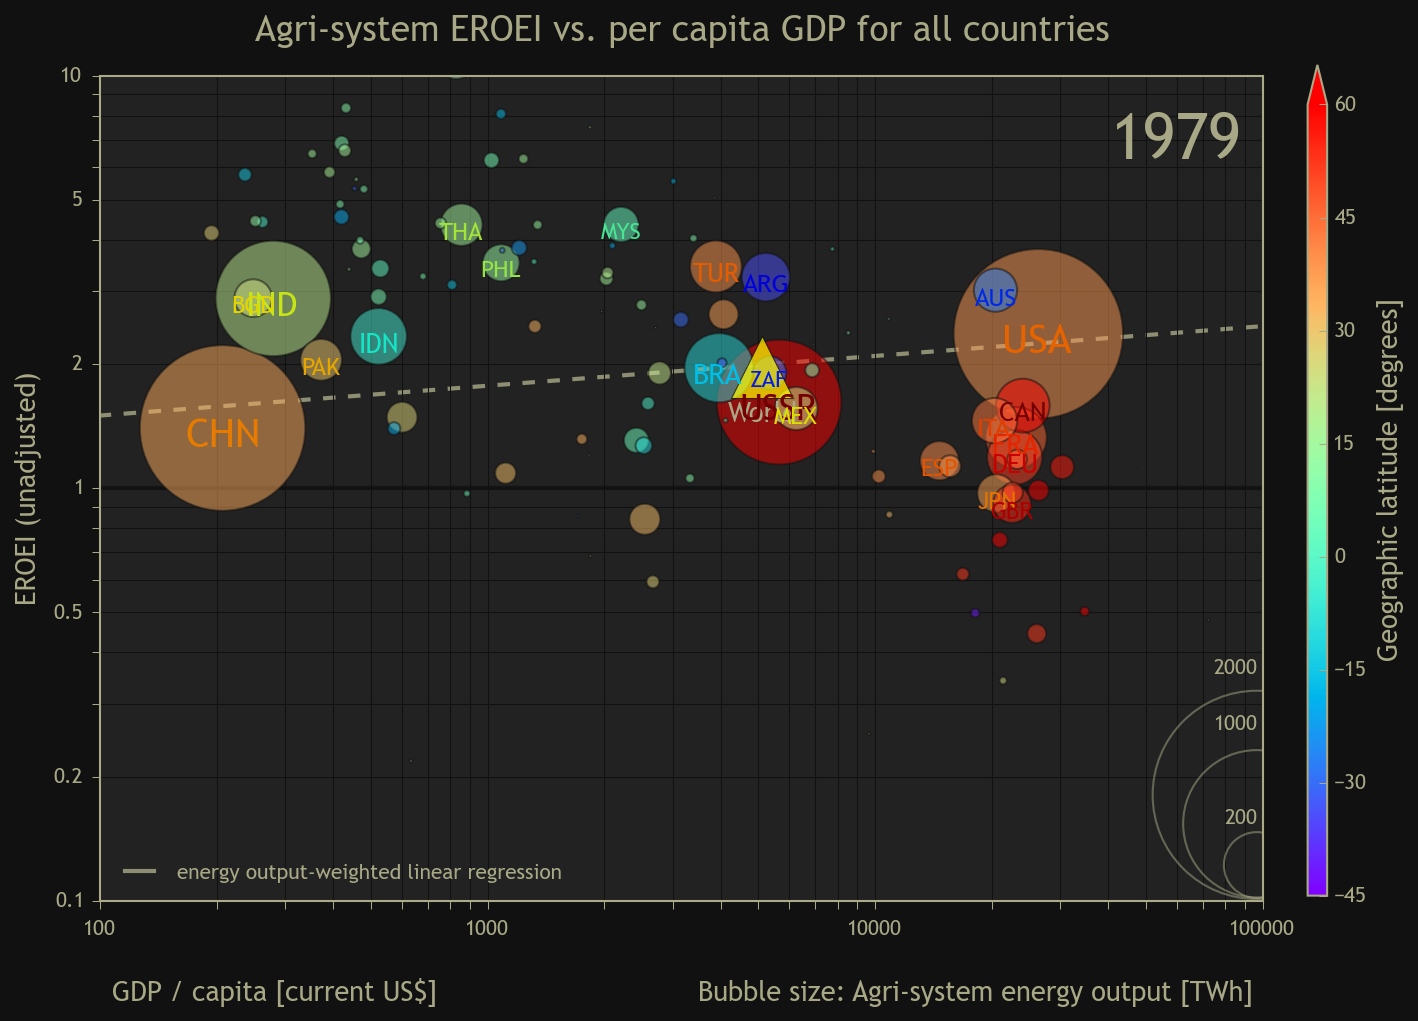 Agri-system EROEI vs. per capita GDP for all countries
1979
EROEI (unadjusted)
10
5
2
1
0.5
0.2
0.1
THA
PHL
MYS
TUR
ARG
AUS
USA
BGD
IND
IDN
PAK
CHN
BRA
ZAF
USSR
MEX
CAN
ITA
FRA
DEU
ESP
JPN
GBR
2000
1000
200
energy output-weighted linear regression
100
1000
10000
100000
GDP / capita [current US$]
Bubble size: Agri-system energy output [TWh]
60
45
30
15
0
−15
−30
−45
Geographic latitude [degrees]